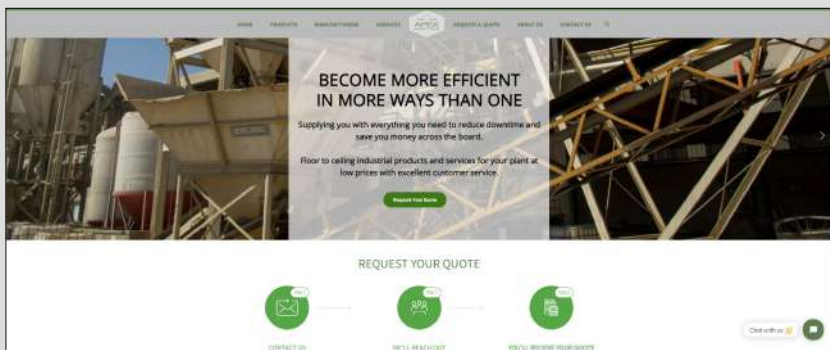 HOME PRODUCTS MANUFACTURERS SERVICES APEX REQUEST A QUOTE ABOUT US CONTACT US
BECOME MORE EFFICIENT
IN MORE WAYS THAN ONE
Supplying you with everything you need to reduce downtime and
save you money across the board.
Floor to ceiling industrial products and services for your plant at
low prices with excellent customer service.
Request Your Quote
REQUEST YOUR QUOTE
CONTACT US WE'LL REACH OUT YOU'LL RECEIVE YOUR QUOTE
Chat with us 👋